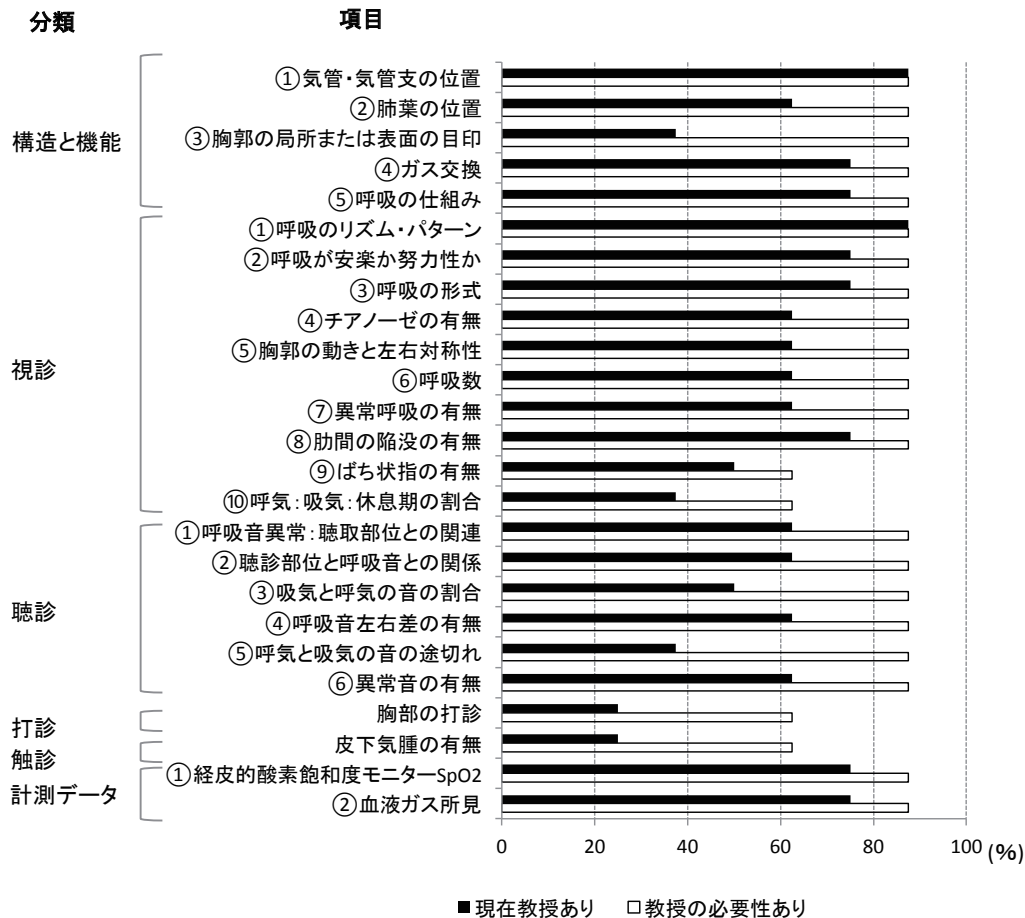 分類 項目
構造と機能
①気管・気管支の位置
②肺葉の位置
③胸郭の局所または表面の目印
④ガス交換
⑤呼吸の仕組み
視診
①呼吸のリズム・パターン
②呼吸が安楽か努力性か
③呼吸の形式
④チアノーゼの有無
⑤胸郭の動きと左右対称性
⑥呼吸数
⑦異常呼吸の有無
⑧肋間の陥没の有無
⑨ばち状指の有無
⑩呼気:吸気:休息期の割合
聴診
①呼吸音異常:聴取部位との関連
②聴診部位と呼吸音との関係
③吸気と呼気の音の割合
④呼吸音左右差の有無
⑤呼気と吸気の音の途切れ
⑥異常音の有無
打診
胸部の打診
触診
皮下気腫の有無
計測データ
①経皮的酸素飽和度モニターSpO2
②血液ガス所見
0 20 40 60 80 100 (%)
■現在教授あり □教授の必要性あり